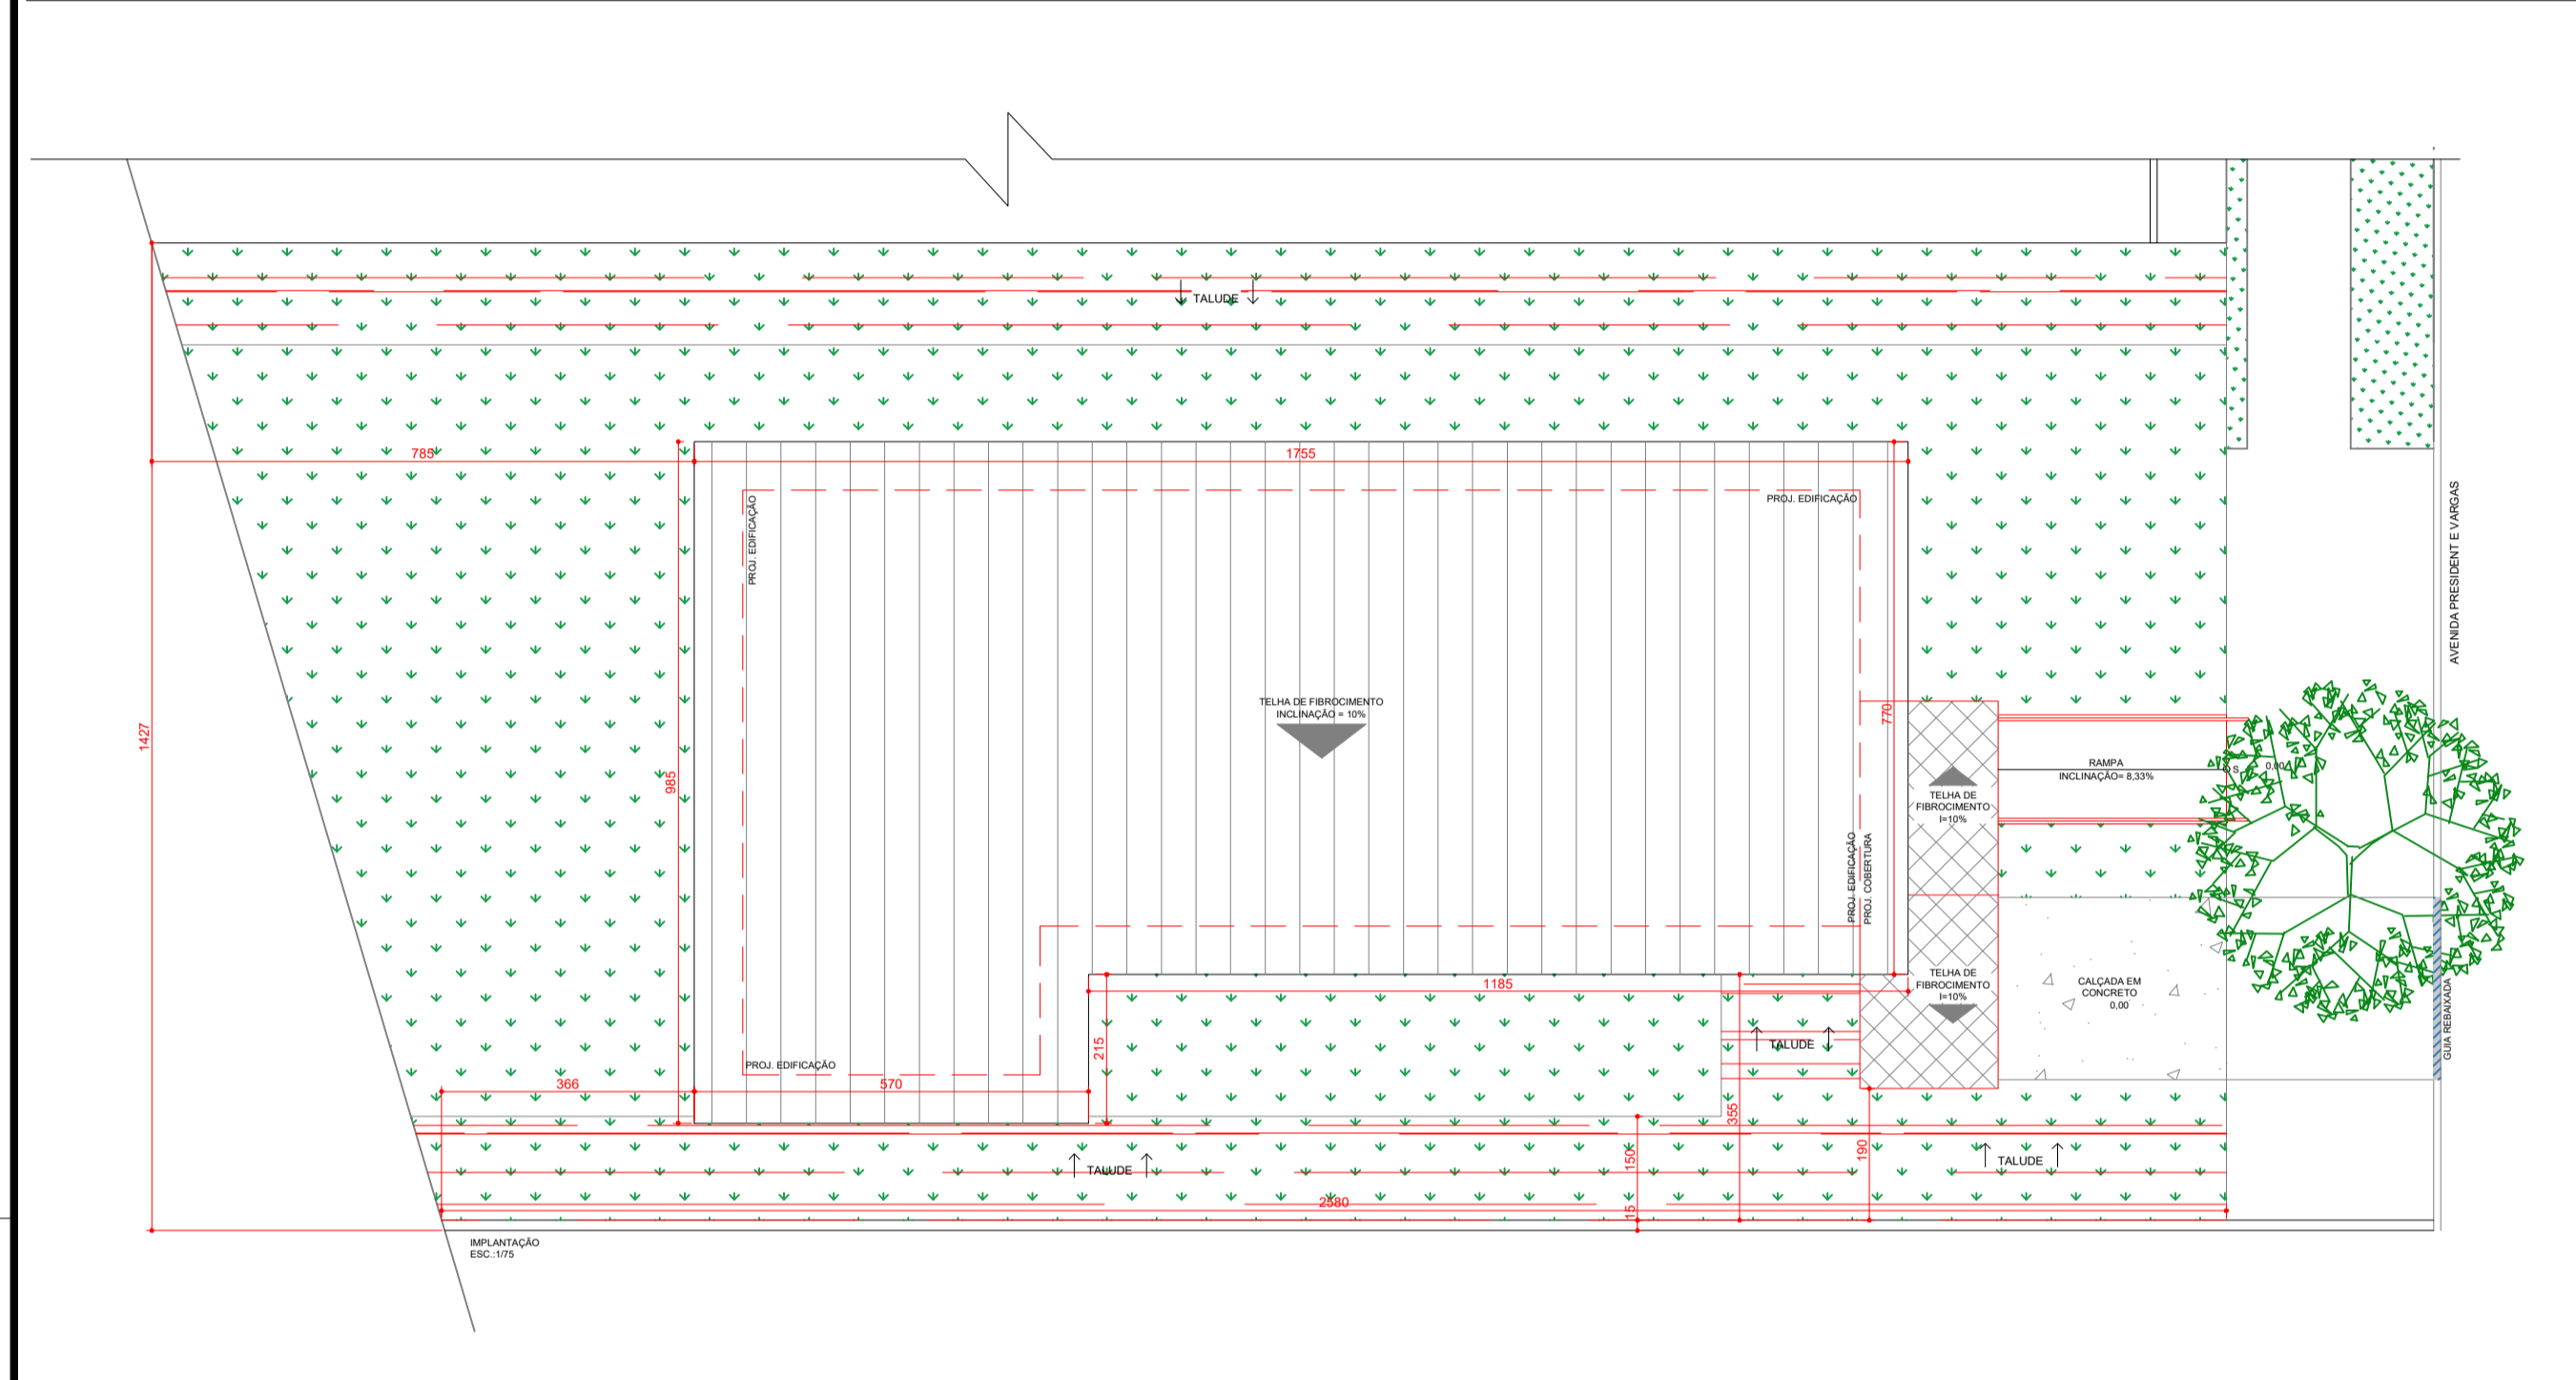 TALUDE
785
1755
PROJ. EDIFICAÇÃO
PROJ. EDIFICAÇÃO
AVENIDA PRESIDENT E VARGAS
TELHA DE FIBROCIMENTO
INCLINAÇÃO = 10%
770
1427
985
RAMPA
INCLINAÇÃO= 8,33%
S
0,00
TELHA DE
FIBROCIMENTO
I=10%
PROJ. EDIFICAÇÃO
PROJ. COBERTURA
TELHA DE
FIBROCIMENTO
I=10%
CALÇADA EM
CONCRETO
0,00
GUIA REBAIXADA
1185
215
TALUDE
PROJ. EDIFICAÇÃO
366
570
355
190
150
TALUDE
TALUDE
2580
15
IMPLANTAÇÃO
ESC.:1/75